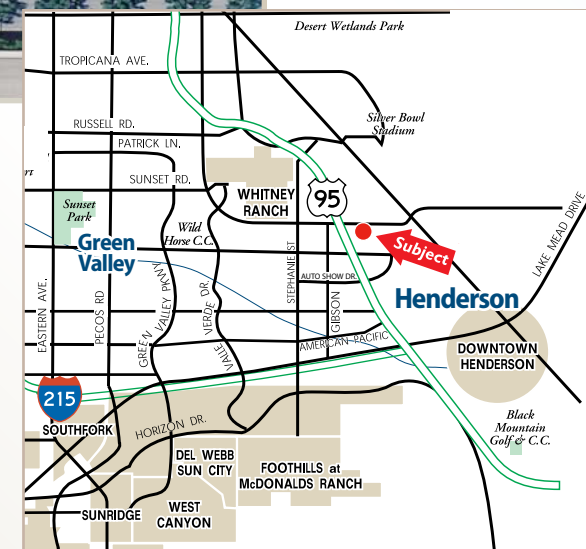 Desert Wetlands Park
TROPICANA AVE.
Silver Bowl
Stadium
RUSSELL RD.
PATRICK LN.
SUNSET RD.
rt
WHITNEY
RANCH
95
Sunset
Park
Wild
Horse C.C.
Green
Valley
Subject
LAKE MEAD DRIVE
STEPHANIE ST
AUTO SHOW DR.
GIBSON
Henderson
EASTERN AVE.
PECOS RD
GREEN VALLEY PKWY
VALLE VERDE DR.
AMERICAN PACIFIC
DOWNTOWN
HENDERSON
215
SOUTHFORK
HORIZON DR.
Black
Mountain
Golf & C.C.
DEL WEBB
SUN CITY
FOOTHILLS at
McDONALDS RANCH
SUNRIDGE
WEST
CANYON